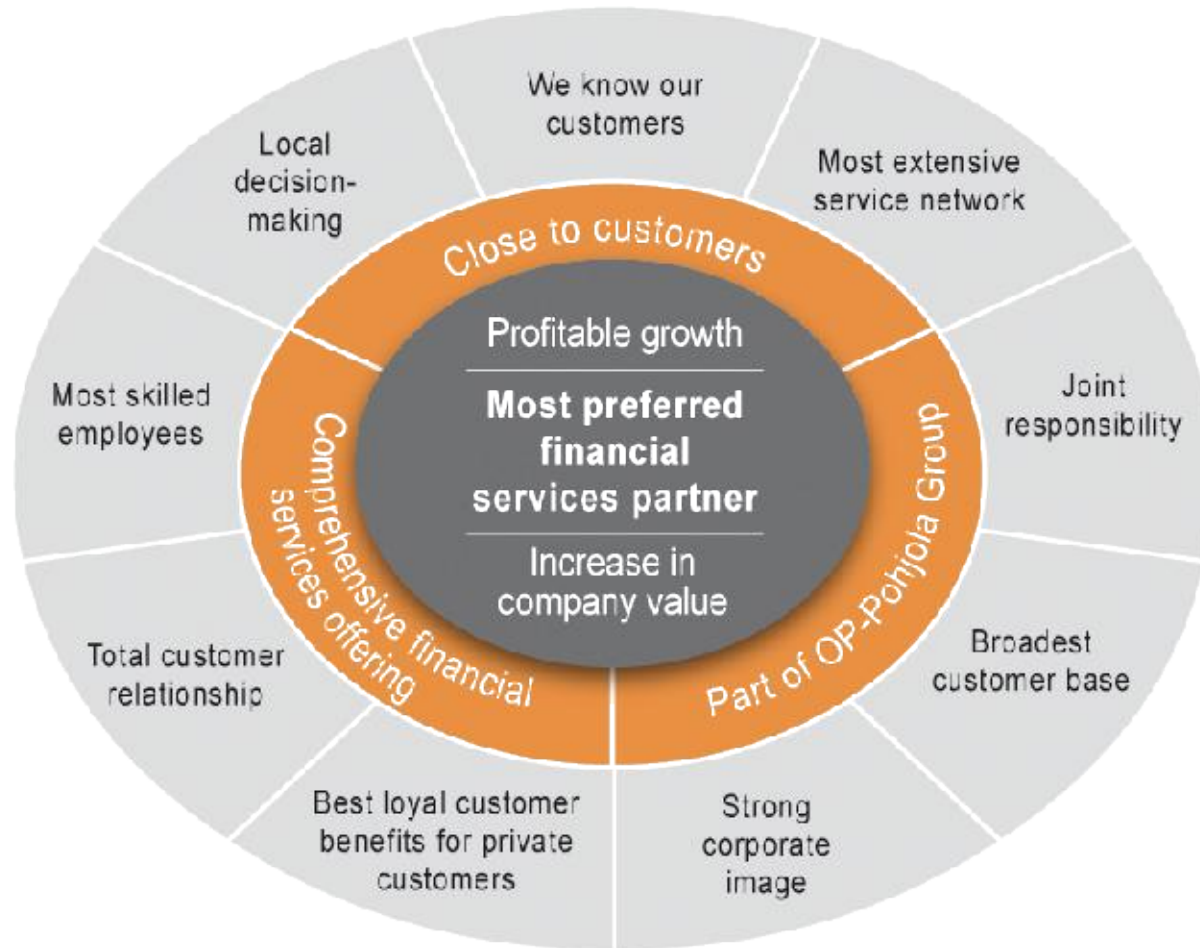 We know our
customers
Local
decision-
making
Most extensive
service network
Close to customers
Profitable growth
Most preferred
financial
services partner
Increase in
company value
Most skilled
employees
Joint
responsibility
Comprehensive financial
services offering
Part of OP-Pohjola Group
Total customer
relationship
Broadest
customer base
Best loyal customer
benefits for private
customers
Strong
corporate
image